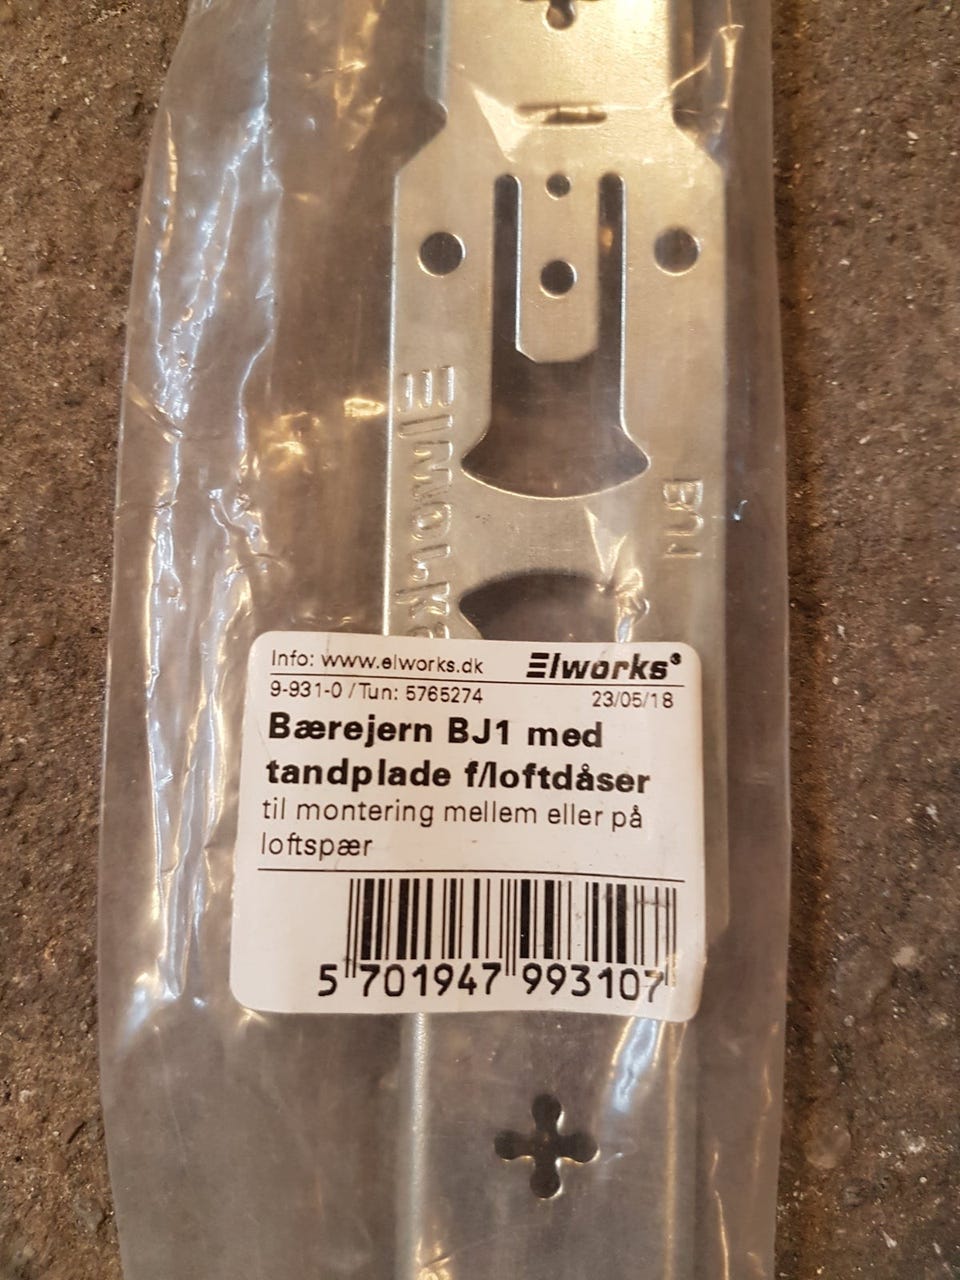 Elworks
BJ1
Info: www.elworks.dk Elworks®
9-931-0 / Tun: 5765274 23/05/18
Bærejern BJ1 med
tandplade f/loftdåser
til montering mellem eller på
loftspær
5 701947 993107